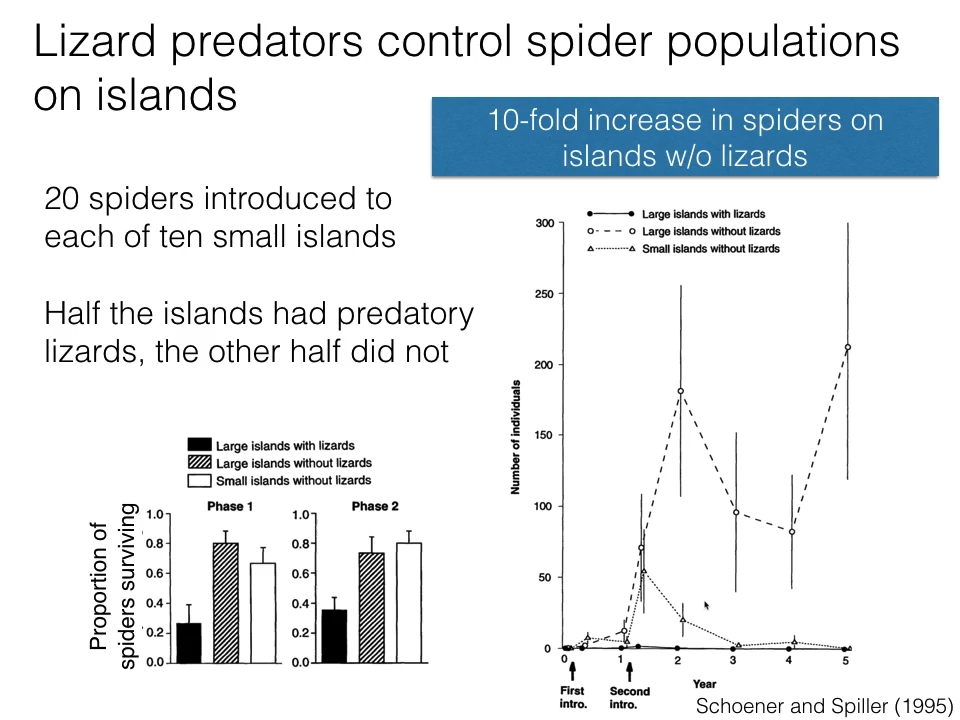 Lizard predators control spider populations
on islands
10-fold increase in spiders on
islands w/o lizards
20 spiders introduced to
each of ten small islands
Half the islands had predatory
lizards, the other half did not
Large islands with lizards
Large islands without lizards
Small islands without lizards
Phase 1
Phase 2
Proportion of
spiders surviving
1.0
0.8
0.6
0.4
0.2
0.0
1.0
0.8
0.6
0.4
0.2
0.0
Large islands with lizards
Large islands without lizards
Small islands without lizards
Number of individuals
300
250
200
150
100
50
0
0 1 2 3 4 5
Year
First
intro.
Second
intro.
Schoener and Spiller (1995)